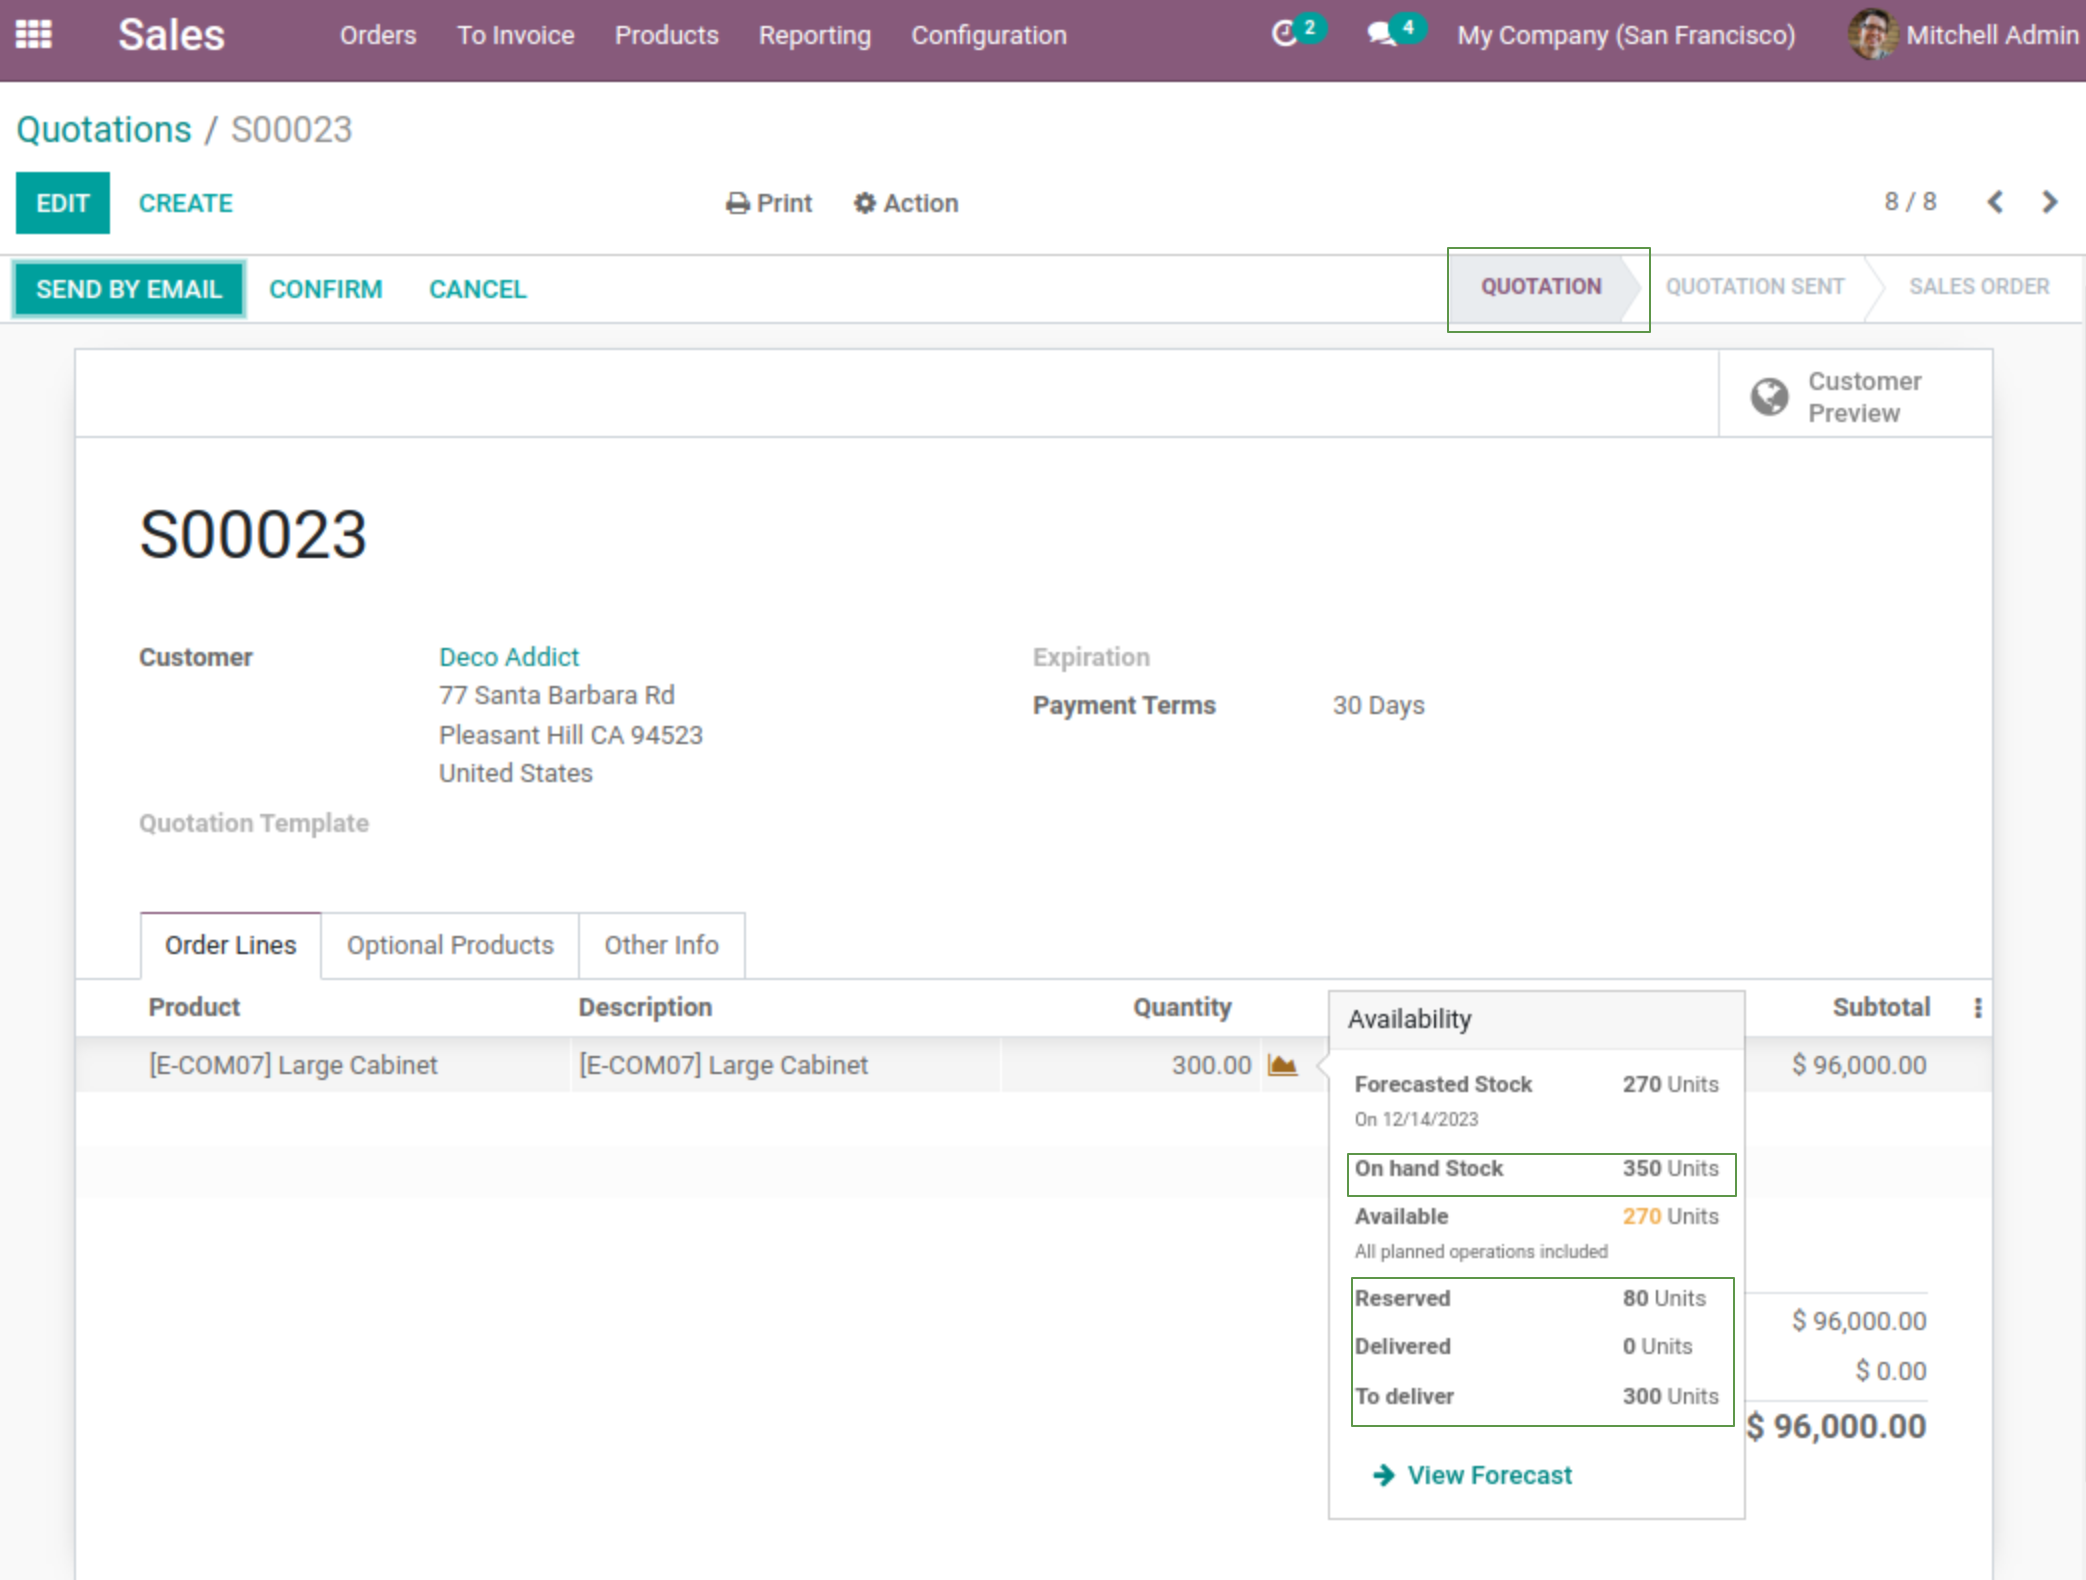 Sales Orders To Invoice Products Reporting Configuration 2 4 My Company (San Francisco) Mitchell Admin
Quotations / S00023
EDIT CREATE Print Action 8 / 8
SEND BY EMAIL CONFIRM CANCEL QUOTATION QUOTATION SENT SALES ORDER
Customer
Preview
S00023
Customer Deco Addict Expiration
77 Santa Barbara Rd
Payment Terms 30 Days
Pleasant Hill CA 94523
United States
Quotation Template
Order Lines Optional Products Other Info
Product Description Quantity Subtotal
[E-COM07] Large Cabinet [E-COM07] Large Cabinet 300.00 $ 96,000.00
Availability
Forecasted Stock 270 Units
On 12/14/2023
On hand Stock 350 Units
Available 270 Units
All planned operations included
Reserved 80 Units
Delivered 0 Units
To deliver 300 Units
View Forecast
$ 96,000.00
$ 0.00
$ 96,000.00